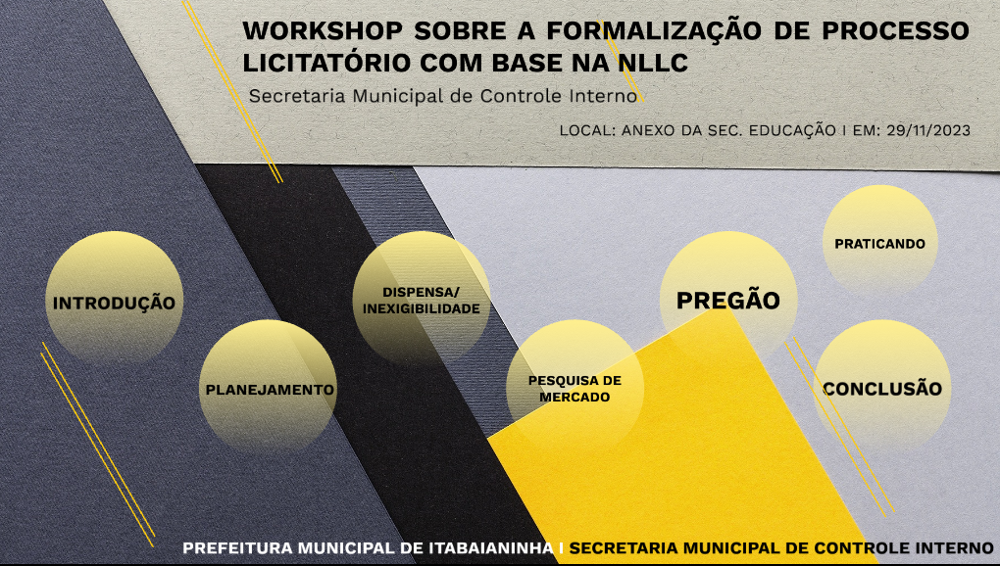 WORKSHOP SOBRE A FORMALIZAÇÃO DE PROCESSO
LICITATÓRIO COM BASE NA NLLC
Secretaria Municipal de Controle Interno
LOCAL: ANEXO DA SEC. EDUCAÇÃO I EM: 29/11/2023
INTRODUÇÃO
PLANEJAMENTO
DISPENSA/
INEXIGIBILIDADE
PESQUISA DE
MERCADO
PREGÃO
PRATICANDO
CONCLUSÃO
PREFEITURA MUNICIPAL DE ITABAIANINHA I SECRETARIA MUNICIPAL DE CONTROLE INTERNO